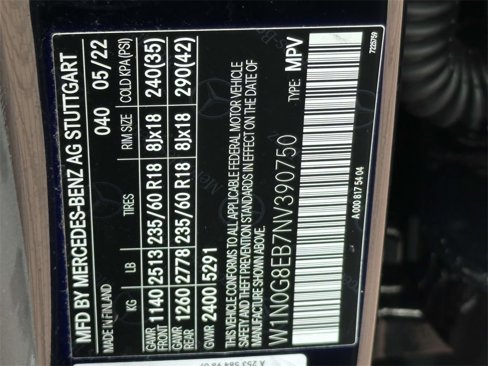 MFD BY MERCEDES-BENZ AG STUTTGART
MADE IN FINLAND 040 05/22
KG LB TIRES RIM SIZE COLD KPA (PSI)
GAWR FRONT 1140 2513 235/60 R18 8Jx18 240(35)
GAWR REAR 1260 2778 235/60 R18 8Jx18 290(42)
GVWR 2400 5291
THIS VEHICLE CONFORMS TO ALL APPLICABLE FEDERAL MOTOR VEHICLE
SAFETY AND THEFT PREVENTION STANDARDS IN EFFECT ON THE DATE OF
MANUFACTURE SHOWN ABOVE.
W1N0G8EB7NV390750 TYPE: MPV
A 000 817 54 04
7225759